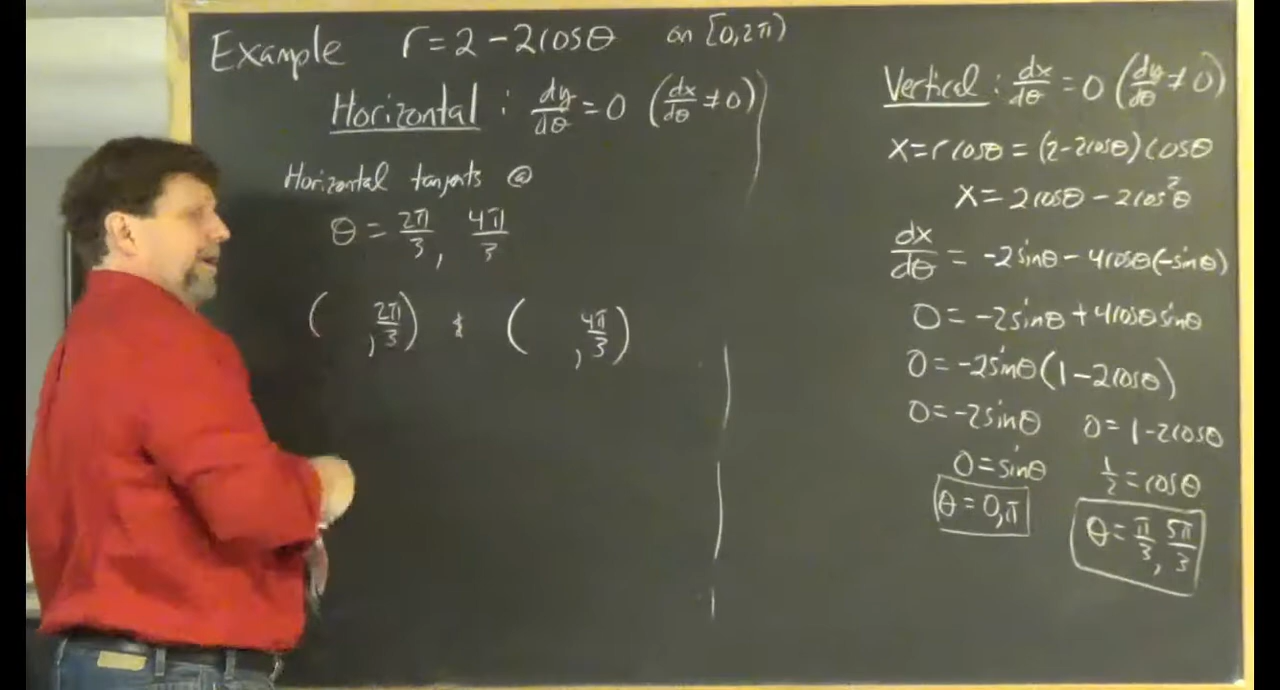 Example r = 2 - 2cosθ on [0, 2π)
Horizontal : dy/dθ = 0 (dx/dθ ≠ 0)
Horizontal tangents @
θ = 2π/3, 4π/3
( , 2π/3) & ( , 4π/3)
Vertical : dx/dθ = 0 (dy/dθ ≠ 0)
x = r cosθ = (2-2cosθ)cosθ
x = 2cosθ - 2cos²θ
dx/dθ = -2sinθ - 4cosθ(-sinθ)
0 = -2sinθ + 4cosθsinθ
0 = -2sinθ(1 - 2cosθ)
0 = -2sinθ 0 = 1 - 2cosθ
0 = sinθ 1/2 = cosθ
θ = 0, π θ = π/3, 5π/3